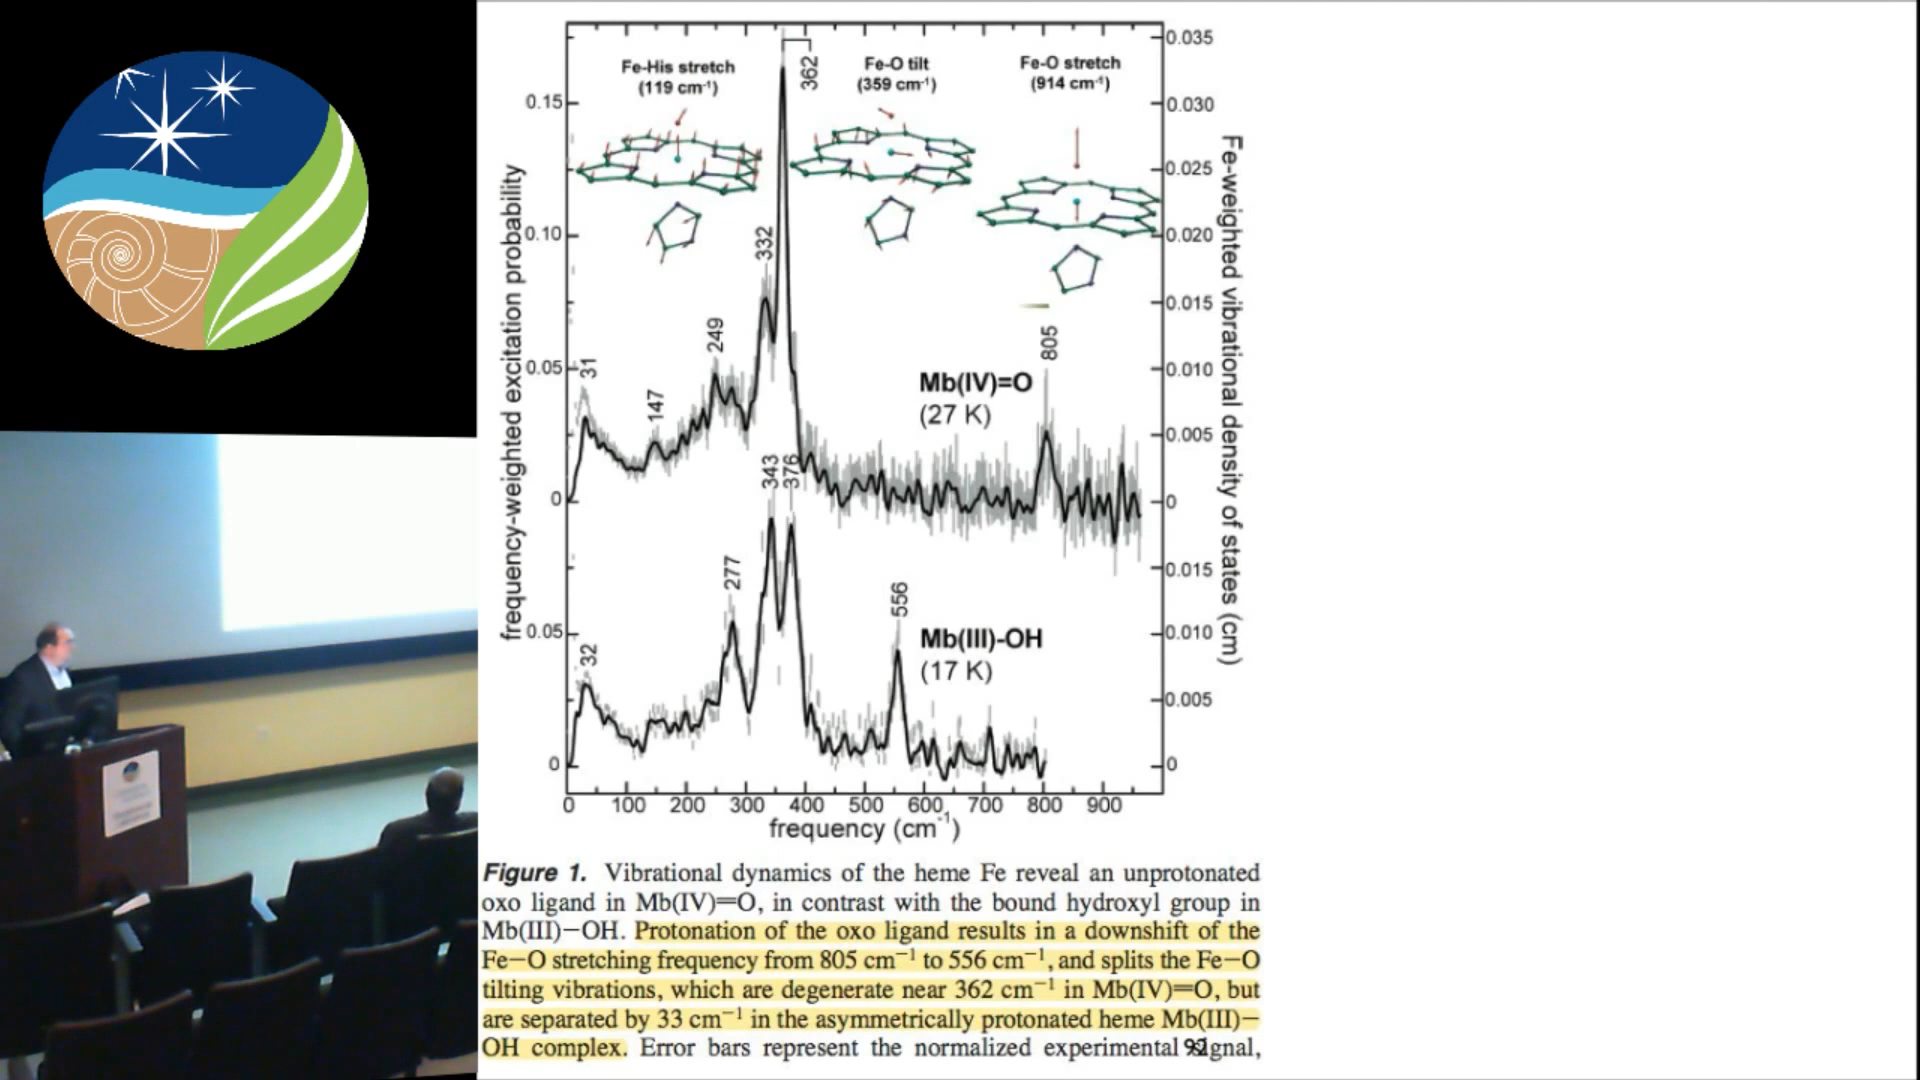 Fe-His stretch
(119 cm⁻¹)
Fe-O tilt
(359 cm⁻¹)
Fe-O stretch
(914 cm⁻¹)
362
332
249
31
147
805
Mb(IV)=O
(27 K)
343
376
277
556
32
Mb(III)-OH
(17 K)
0.15
0.10
0.05
0
0.05
0
0.035
0.030
0.025
0.020
0.015
0.010
0.005
0
0.015
0.010
0.005
0
frequency-weighted excitation probability
Fe-weighted vibrational density of states (cm)
0 100 200 300 400 500 600 700 800 900
frequency (cm⁻¹)
Figure 1. Vibrational dynamics of the heme Fe reveal an unprotonated
oxo ligand in Mb(IV)=O, in contrast with the bound hydroxyl group in
Mb(III)−OH. Protonation of the oxo ligand results in a downshift of the
Fe−O stretching frequency from 805 cm⁻¹ to 556 cm⁻¹, and splits the Fe−O
tilting vibrations, which are degenerate near 362 cm⁻¹ in Mb(IV)=O, but
are separated by 33 cm⁻¹ in the asymmetrically protonated heme Mb(III)−
OH complex. Error bars represent the normalized experimental signal,
92